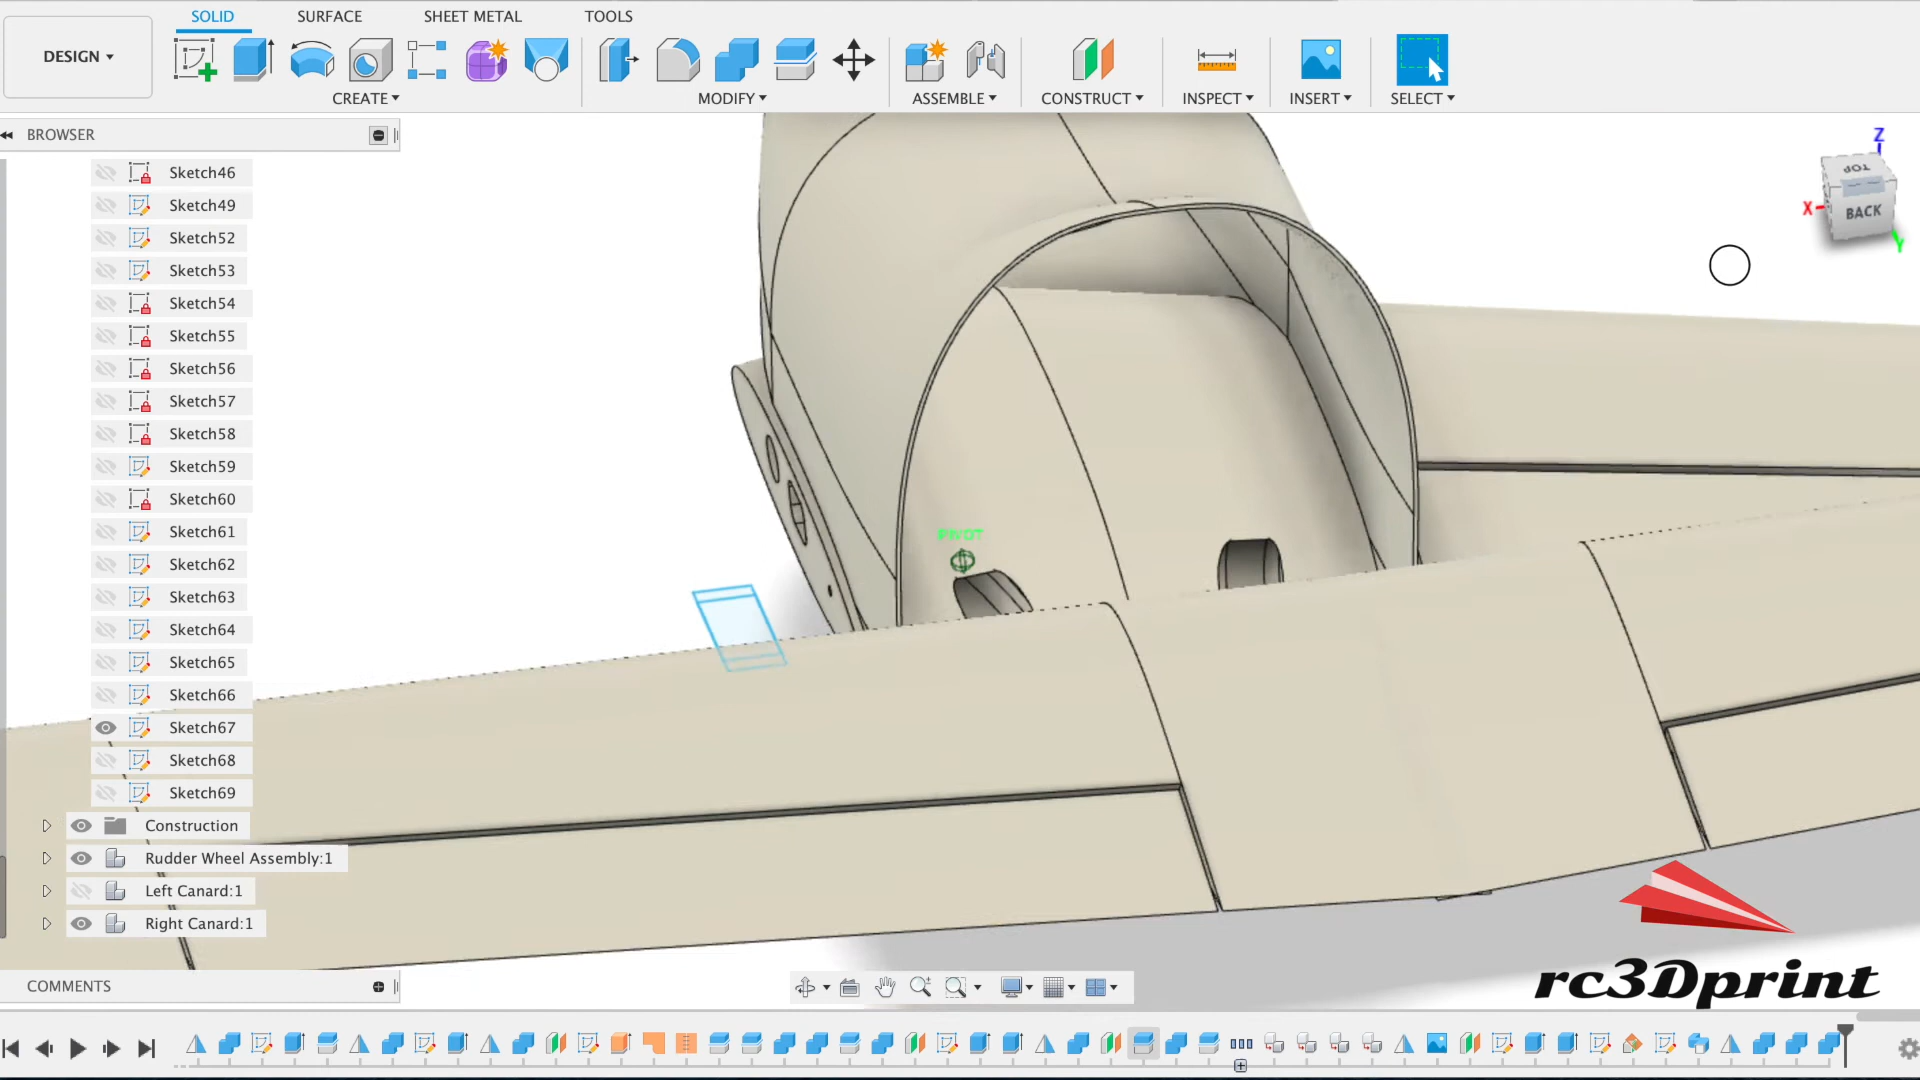 SOLID SURFACE SHEET METAL TOOLS
DESIGN
CREATE MODIFY ASSEMBLE CONSTRUCT INSPECT INSERT SELECT
BROWSER
Sketch46
Sketch49
Sketch52
Sketch53
Sketch54
Sketch55
Sketch56
Sketch57
Sketch58
Sketch59
Sketch60
Sketch61
Sketch62
Sketch63
Sketch64
Sketch65
Sketch66
Sketch67
Sketch68
Sketch69
Construction
Rudder Wheel Assembly:1
Left Canard:1
Right Canard:1
COMMENTS
PIVOT
Z
TOP
X
BACK
Y
rc3Dprint